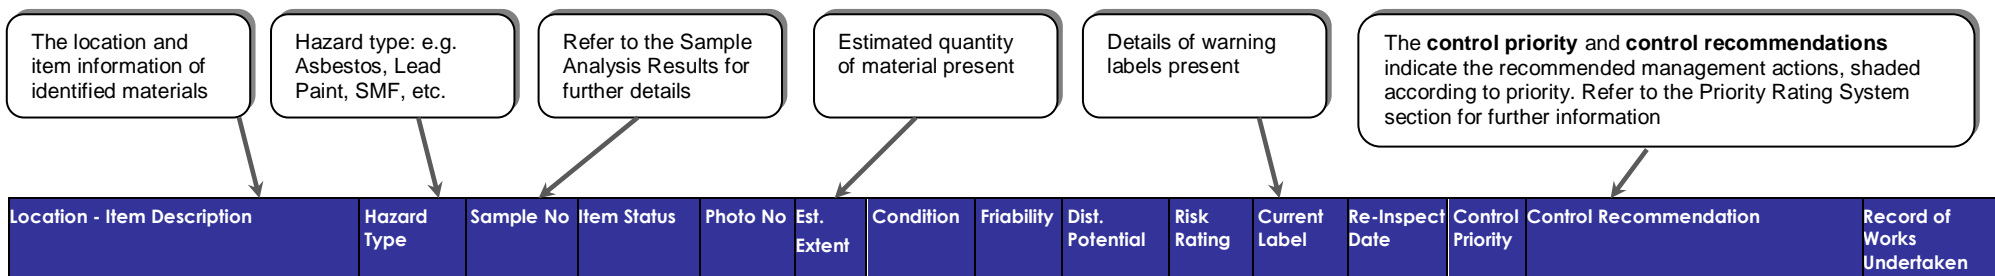 The location and
item information of
identified materials
Hazard type: e.g.
Asbestos, Lead
Paint, SMF, etc.
Refer to the Sample
Analysis Results for
further details
Estimated quantity
of material present
Details of warning
labels present
The control priority and control recommendations
indicate the recommended management actions, shaded
according to priority. Refer to the Priority Rating System
section for further information
Location - Item Description
Hazard
Type
Sample No
Item Status
Photo No
Est.
Extent
Condition
Friability
Dist.
Potential
Risk
Rating
Current
Label
Re-Inspect
Date
Control
Priority
Control Recommendation
Record of
Works
Undertaken